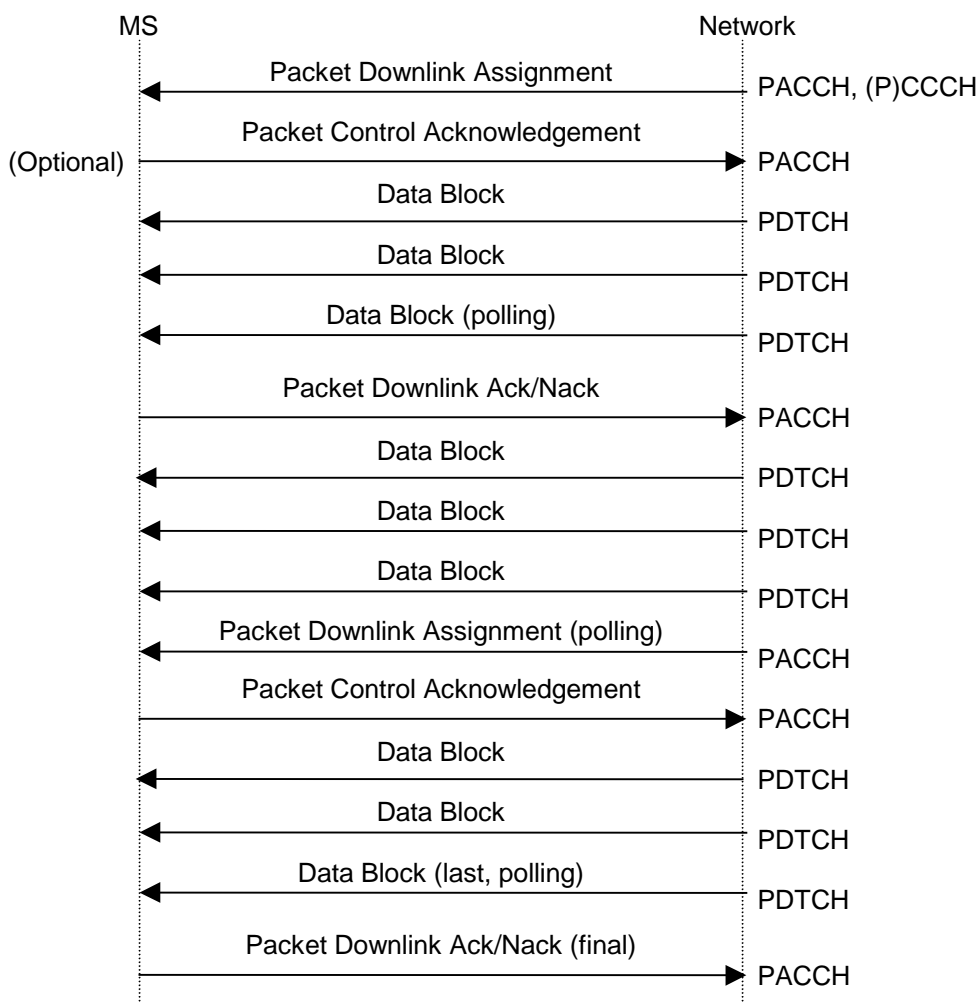 MS Network
Packet Downlink Assignment
PACCH, (P)CCCH
Packet Control Acknowledgement
(Optional) PACCH
Data Block
PDTCH
Data Block
PDTCH
Data Block (polling)
PDTCH
Packet Downlink Ack/Nack
PACCH
Data Block
PDTCH
Data Block
PDTCH
Data Block
PDTCH
Packet Downlink Assignment (polling)
PACCH
Packet Control Acknowledgement
PACCH
Data Block
PDTCH
Data Block
PDTCH
Data Block (last, polling)
PDTCH
Packet Downlink Ack/Nack (final)
PACCH